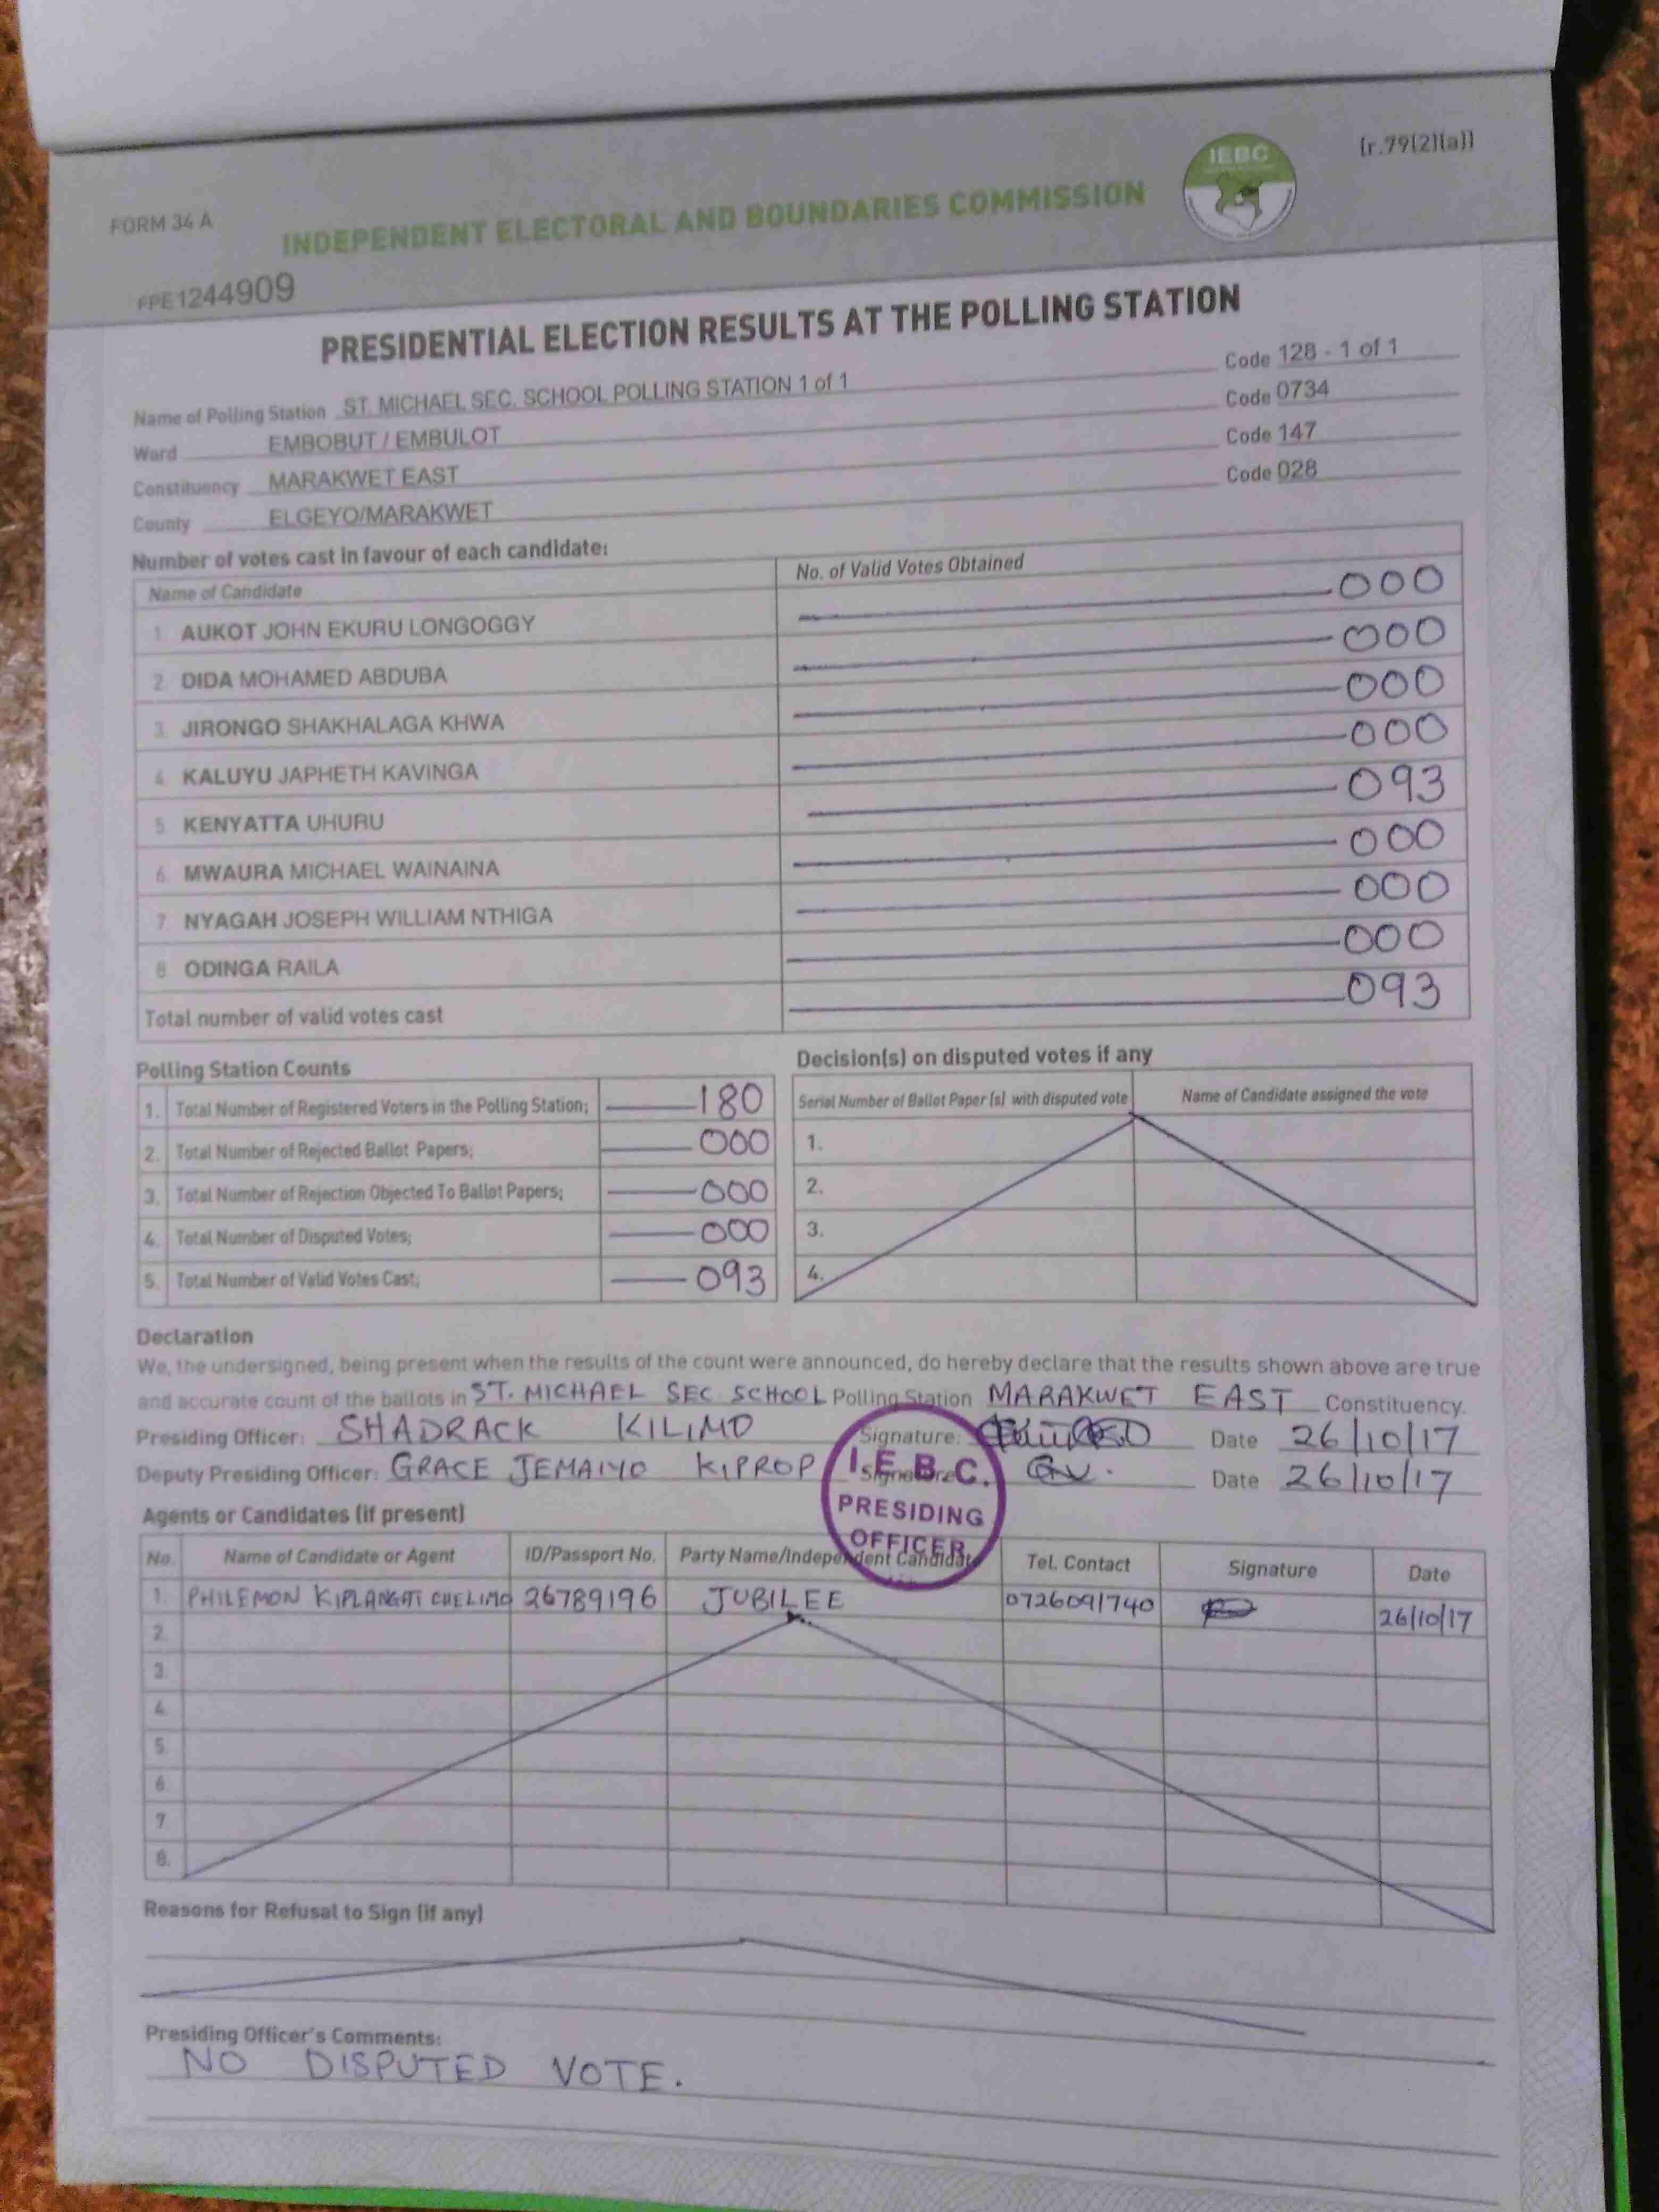 (r.79(2)(a))
FORM 34 A
IEBC
INDEPENDENT ELECTORAL AND BOUNDARIES COMMISSION
FPE1244909
PRESIDENTIAL ELECTION RESULTS AT THE POLLING STATION
Name of Polling Station ST. MICHAEL SEC. SCHOOL POLLING STATION 1 of 1 Code 128 - 1 of 1
Ward EMBOBUT / EMBULOT Code 0734
Constituency MARAKWET EAST Code 147
County ELGEYO/MARAKWET Code 028
Number of votes cast in favour of each candidate:
Name of Candidate No. of Valid Votes Obtained
1. AUKOT JOHN EKURU LONGOGGY 000
2. DIDA MOHAMED ABDUBA 000
3. JIRONGO SHAKHALAGA KHWA 000
4. KALUYU JAPHETH KAVINGA 000
5. KENYATTA UHURU 093
6. MWAURA MICHAEL WAINAINA 000
7. NYAGAH JOSEPH WILLIAM NTHIGA 000
8. ODINGA RAILA 000
Total number of valid votes cast 093
Polling Station Counts
1. Total Number of Registered Voters in the Polling Station; 180
2. Total Number of Rejected Ballot Papers; 000
3. Total Number of Rejection Objected To Ballot Papers; 000
4. Total Number of Disputed Votes; 000
5. Total Number of Valid Votes Cast; 093
Decision(s) on disputed votes if any
Serial Number of Ballot Paper (s) with disputed vote Name of Candidate assigned the vote
1.
2.
3.
4.
Declaration
We, the undersigned, being present when the results of the count were announced, do hereby declare that the results shown above are true
and accurate count of the ballots in ST. MICHAEL SEC SCHOOL Polling Station MARAKWET EAST Constituency.
Presiding Officer: SHADRACK KILIMO Signature: Date 26/10/17
Deputy Presiding Officer: GRACE JEMAIYO KIPROP Signature Date 26/10/17
I.E.B.C.
PRESIDING
OFFICER
Agents or Candidates (if present)
No. Name of Candidate or Agent ID/Passport No. Party Name/Independent Candidate Tel. Contact Signature Date
1. PHILEMON KIPLANGAT CHELIMO 26789196 JUBILEE 0726091740 26/10/17
2.
3.
4.
5.
6.
7.
8.
Reasons for Refusal to Sign (if any)
Presiding Officer's Comments:
NO DISPUTED VOTE.